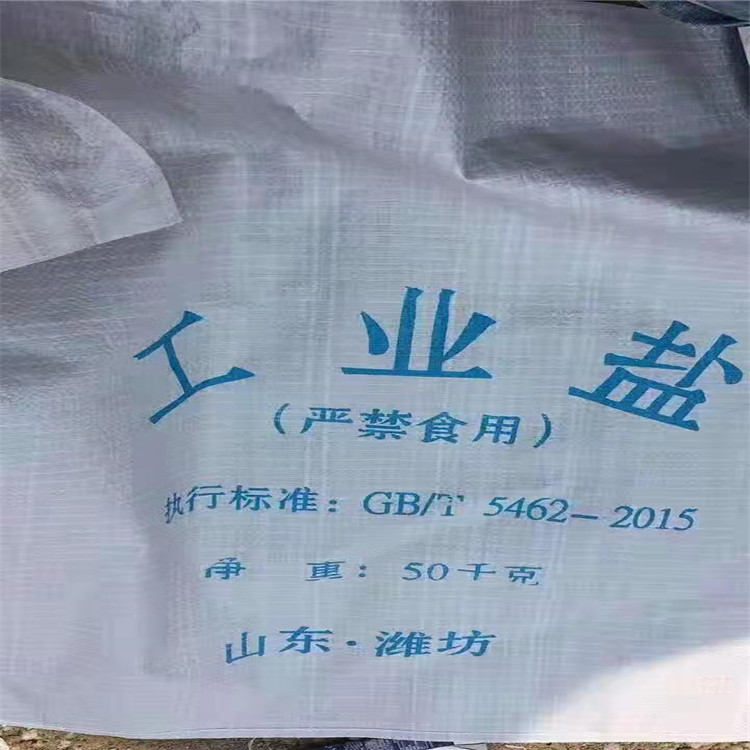 工业盐
（严禁食用）
执行标准：GB/T 5462-2015
净 重：50千克
山东·潍坊